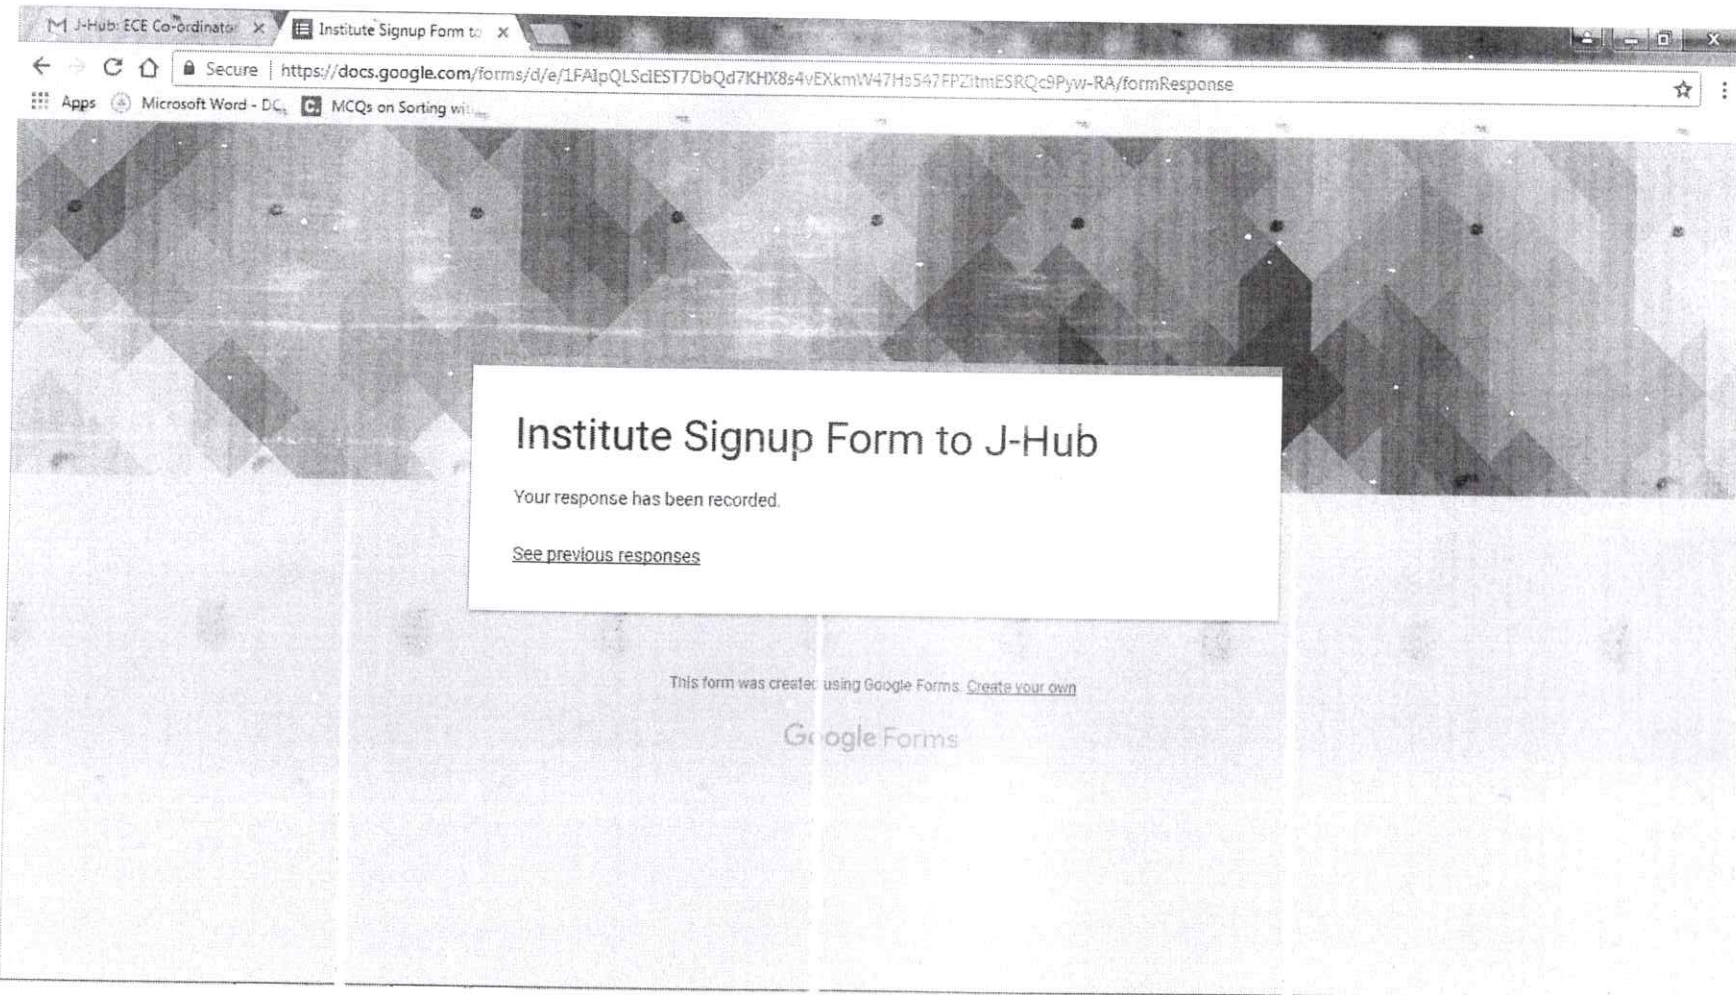 J-Hub: ECE Co-ordinator
Institute Signup Form to
Secure
Apps
Microsoft Word - DC
MCQs on Sorting wit
Institute Signup Form to J-Hub
Your response has been recorded.
See previous responses
This form was created using Google Forms. Create your own
Google Forms